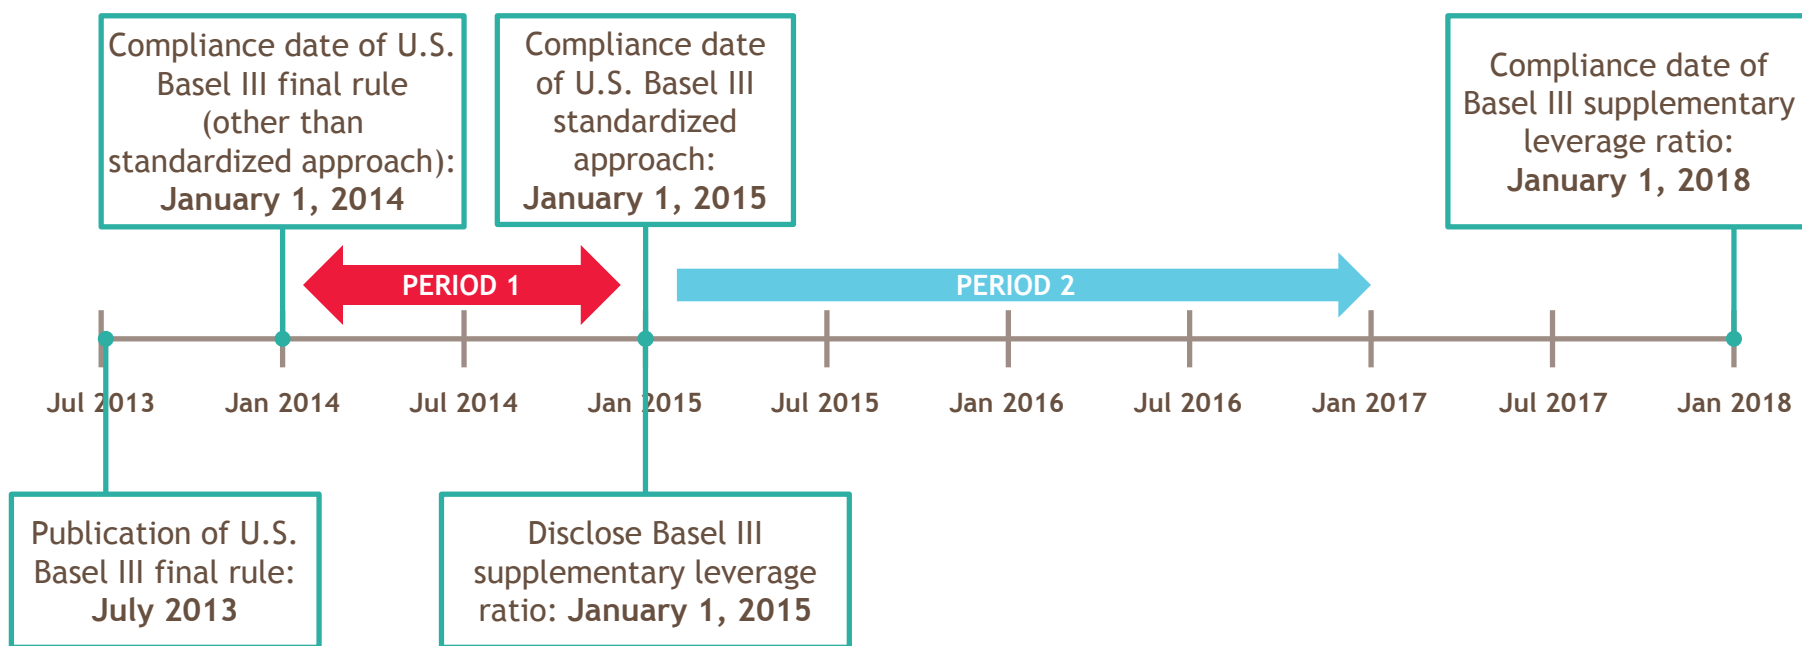 Compliance date of U.S.
Basel III final rule
(other than
standardized approach):
January 1, 2014
Compliance date
of U.S. Basel III
standardized
approach:
January 1, 2015
Compliance date of
Basel III supplementary
leverage ratio:
January 1, 2018
PERIOD 1
PERIOD 2
Jul 2013
Jan 2014
Jul 2014
Jan 2015
Jul 2015
Jan 2016
Jul 2016
Jan 2017
Jul 2017
Jan 2018
Publication of U.S.
Basel III final rule:
July 2013
Disclose Basel III
supplementary leverage
ratio: January 1, 2015